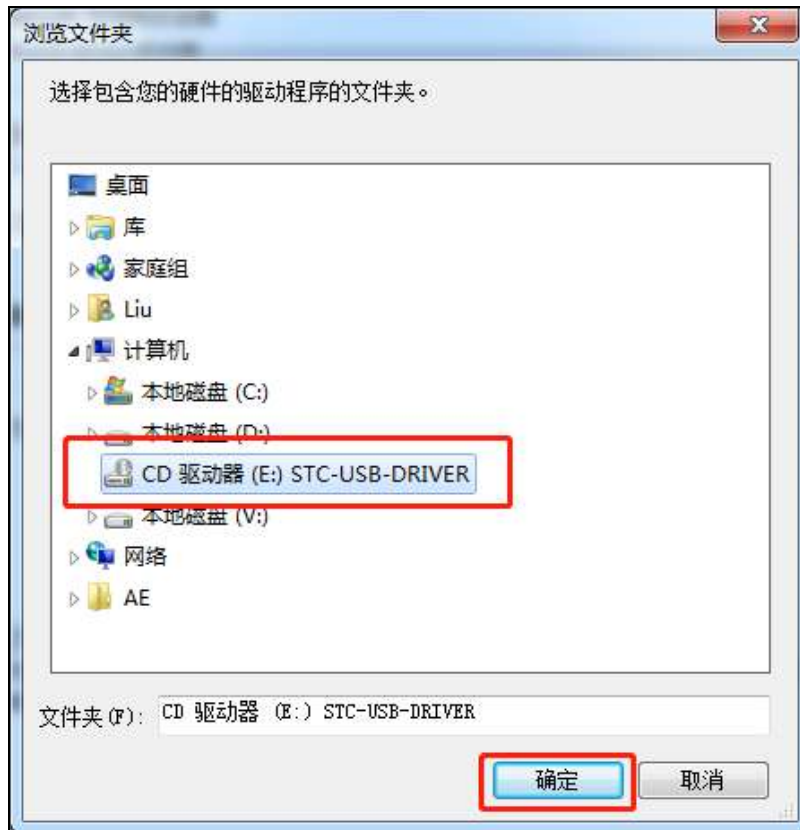 浏览文件夹
选择包含您的硬件的驱动程序的文件夹。
桌面
库
家庭组
Liu
计算机
本地磁盘 (C:)
本地磁盘 (D:)
CD 驱动器 (E:) STC-USB-DRIVER
本地磁盘 (V:)
网络
AE
文件夹(F): CD 驱动器 (E:) STC-USB-DRIVER
确定 取消